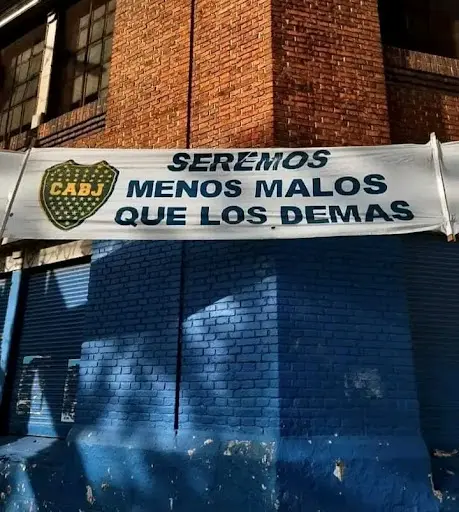 CABJ
SEREMOS
MENOS MALOS
QUE LOS DEMAS